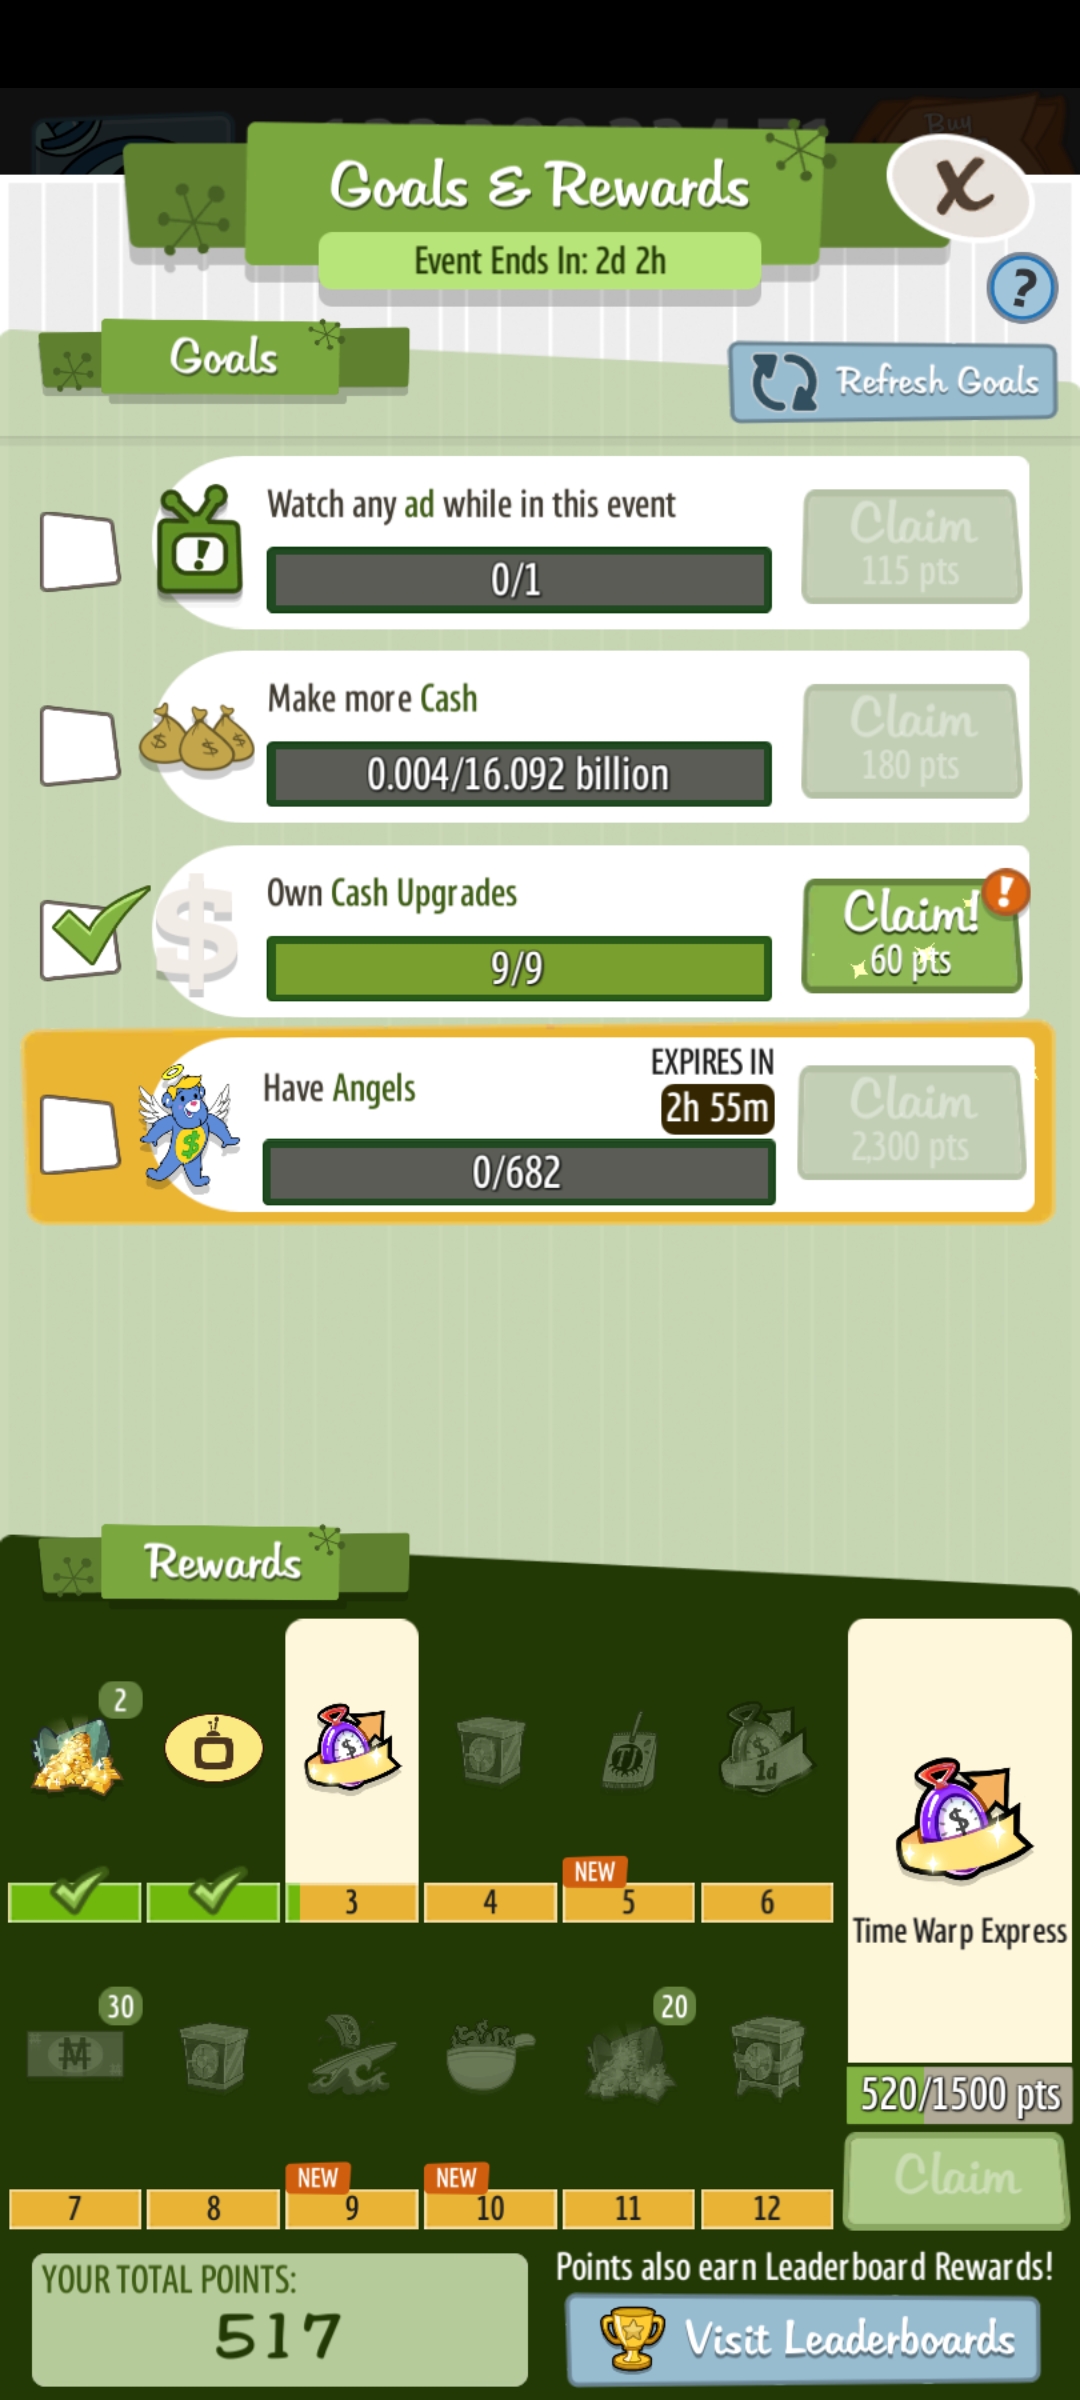 Buy
Goals & Rewards
X
Event Ends In: 2d 2h
?
Goals
Refresh Goals
Watch any ad while in this event
0/1
Claim
115 pts
Make more Cash
0.004/16.092 billion
Claim
180 pts
Own Cash Upgrades
9/9
Claim!
60 pts
Have Angels
EXPIRES IN
2h 55m
0/682
Claim
2,300 pts
Rewards
2
1d
3
4
NEW
5
6
Time Warp Express
30
20
520/1500 pts
7
8
NEW
9
NEW
10
11
12
Claim
YOUR TOTAL POINTS:
517
Points also earn Leaderboard Rewards!
Visit Leaderboards